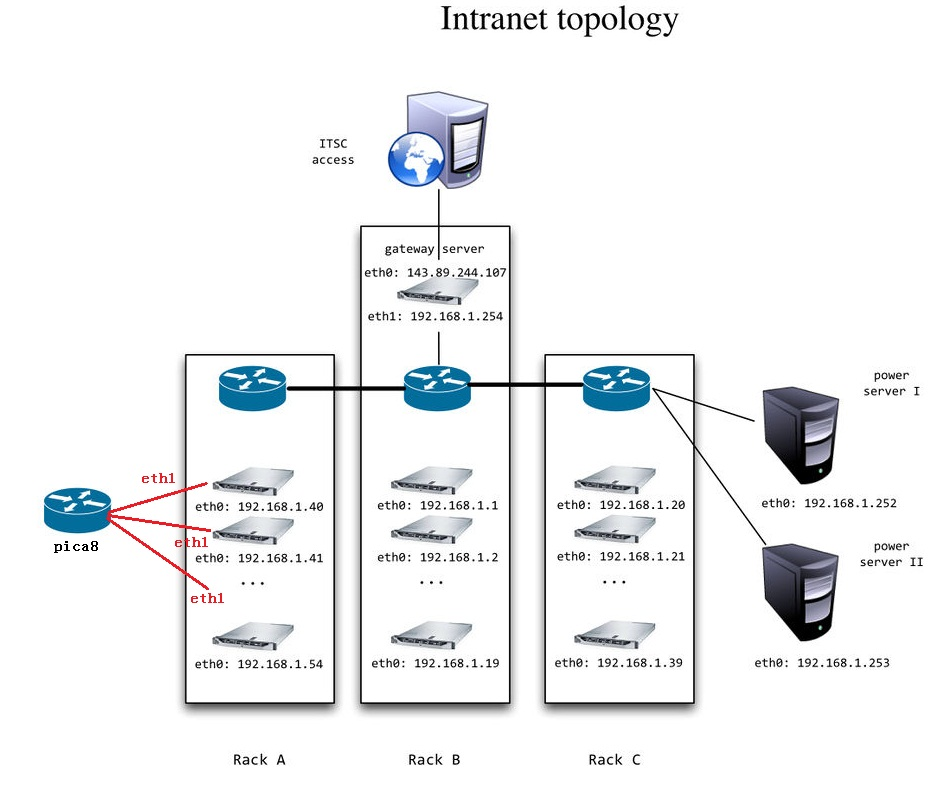 Intranet topology
ITSC
access
gateway server
eth0: 143.89.244.107
eth1: 192.168.1.254
power
server I
eth0: 192.168.1.252
power
server II
eth0: 192.168.1.253
pica8
eth1
eth1
eth1
eth0: 192.168.1.40
eth0: 192.168.1.41
...
eth0: 192.168.1.54
eth0: 192.168.1.1
eth0: 192.168.1.2
...
eth0: 192.168.1.19
eth0: 192.168.1.20
eth0: 192.168.1.21
...
eth0: 192.168.1.39
Rack A
Rack B
Rack C